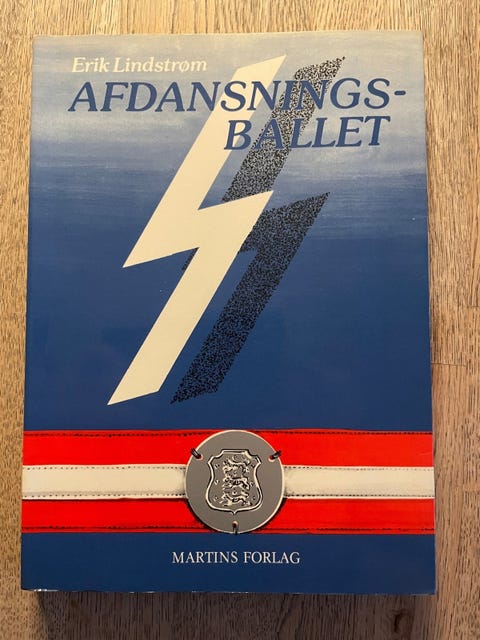 Erik Lindstrøm
AFDANSNINGS-
BALLET
MARTINS FORLAG